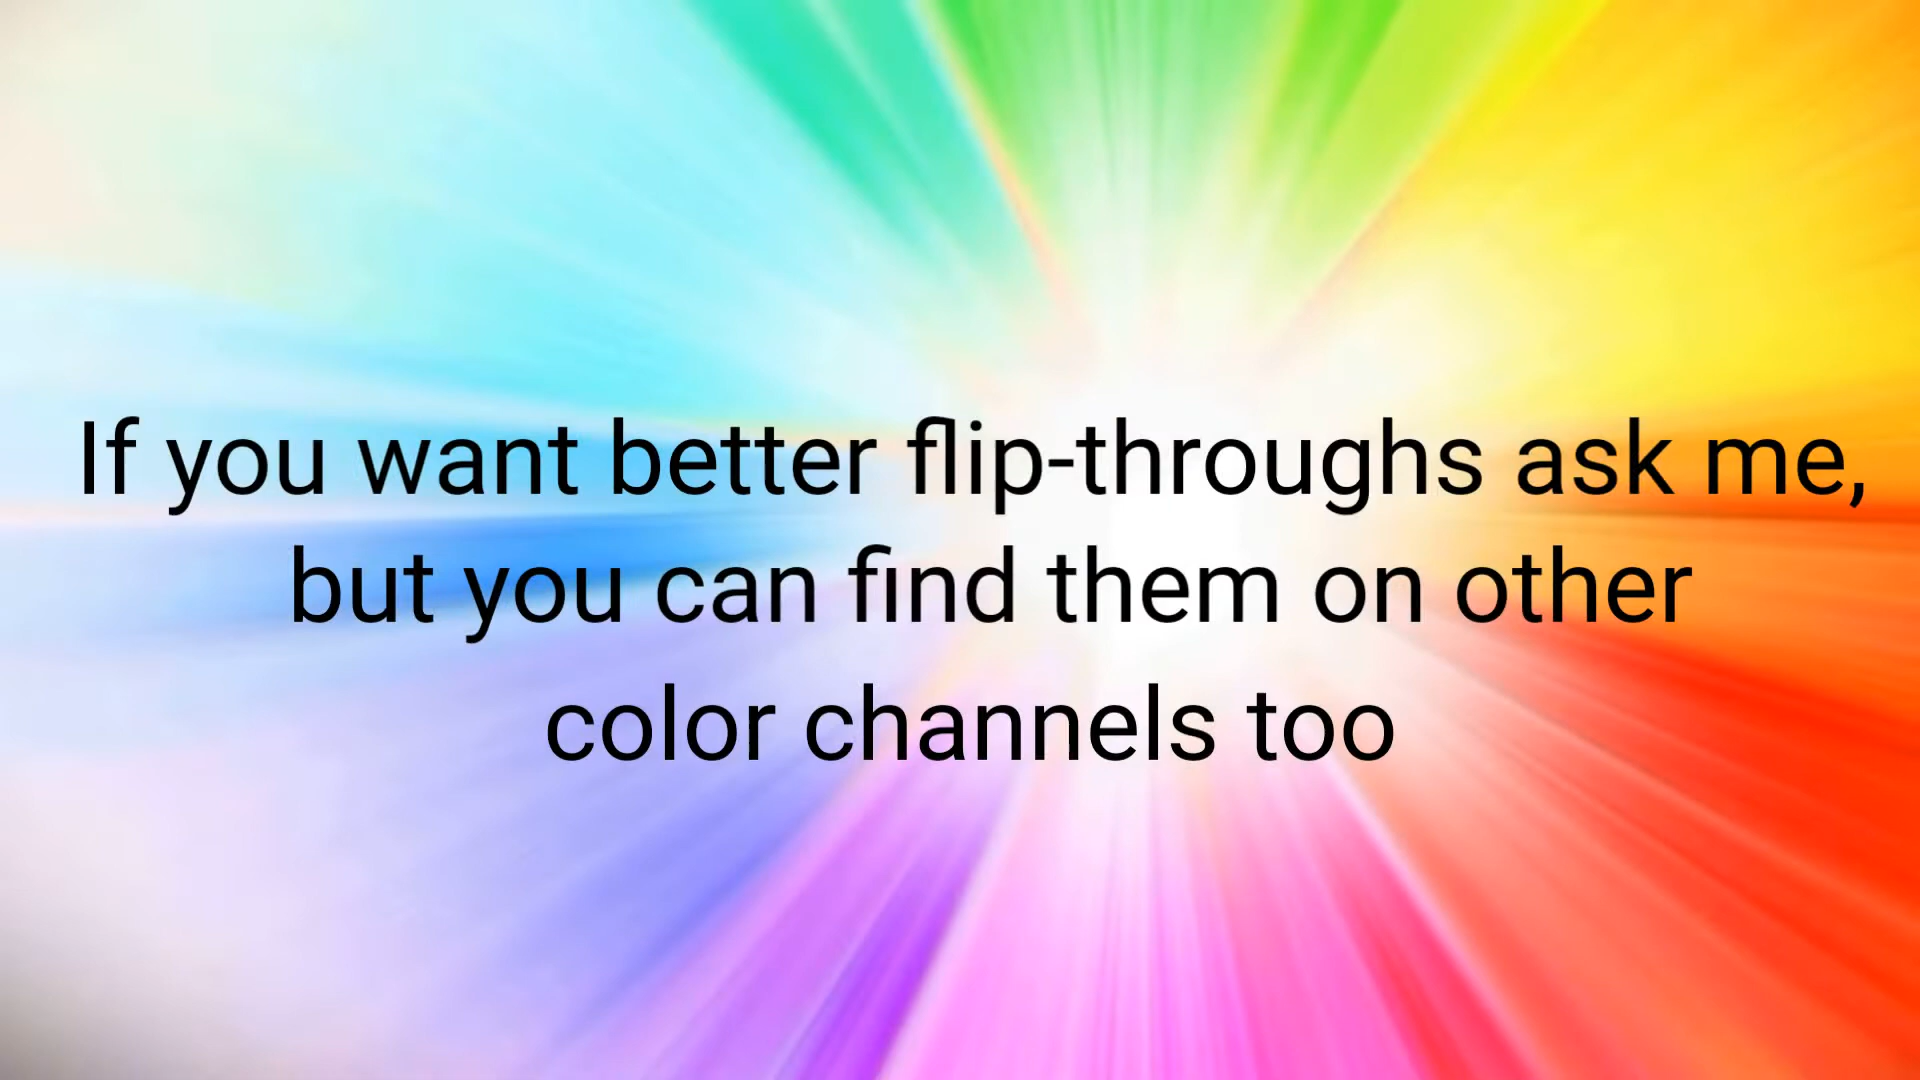 If you want better flip-throughs ask me,
but you can find them on other
color channels too